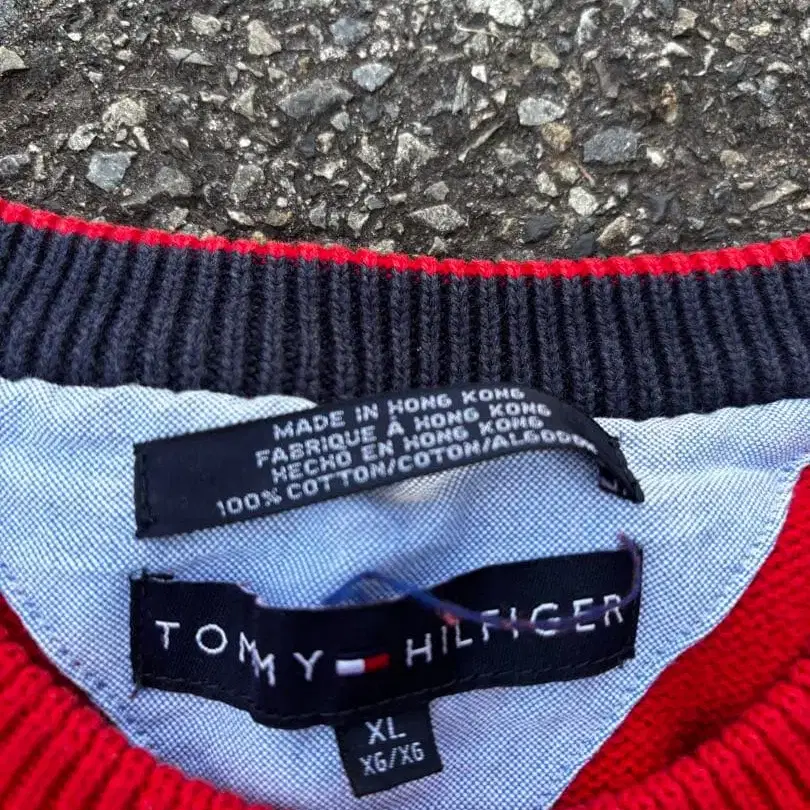 MADE IN HONG KONG
FABRIQUE À HONG KONG
HECHO EN HONG KONG
100% COTTON/COTON/ALGODON
TOMMY HILFIGER
XL
XG/XG